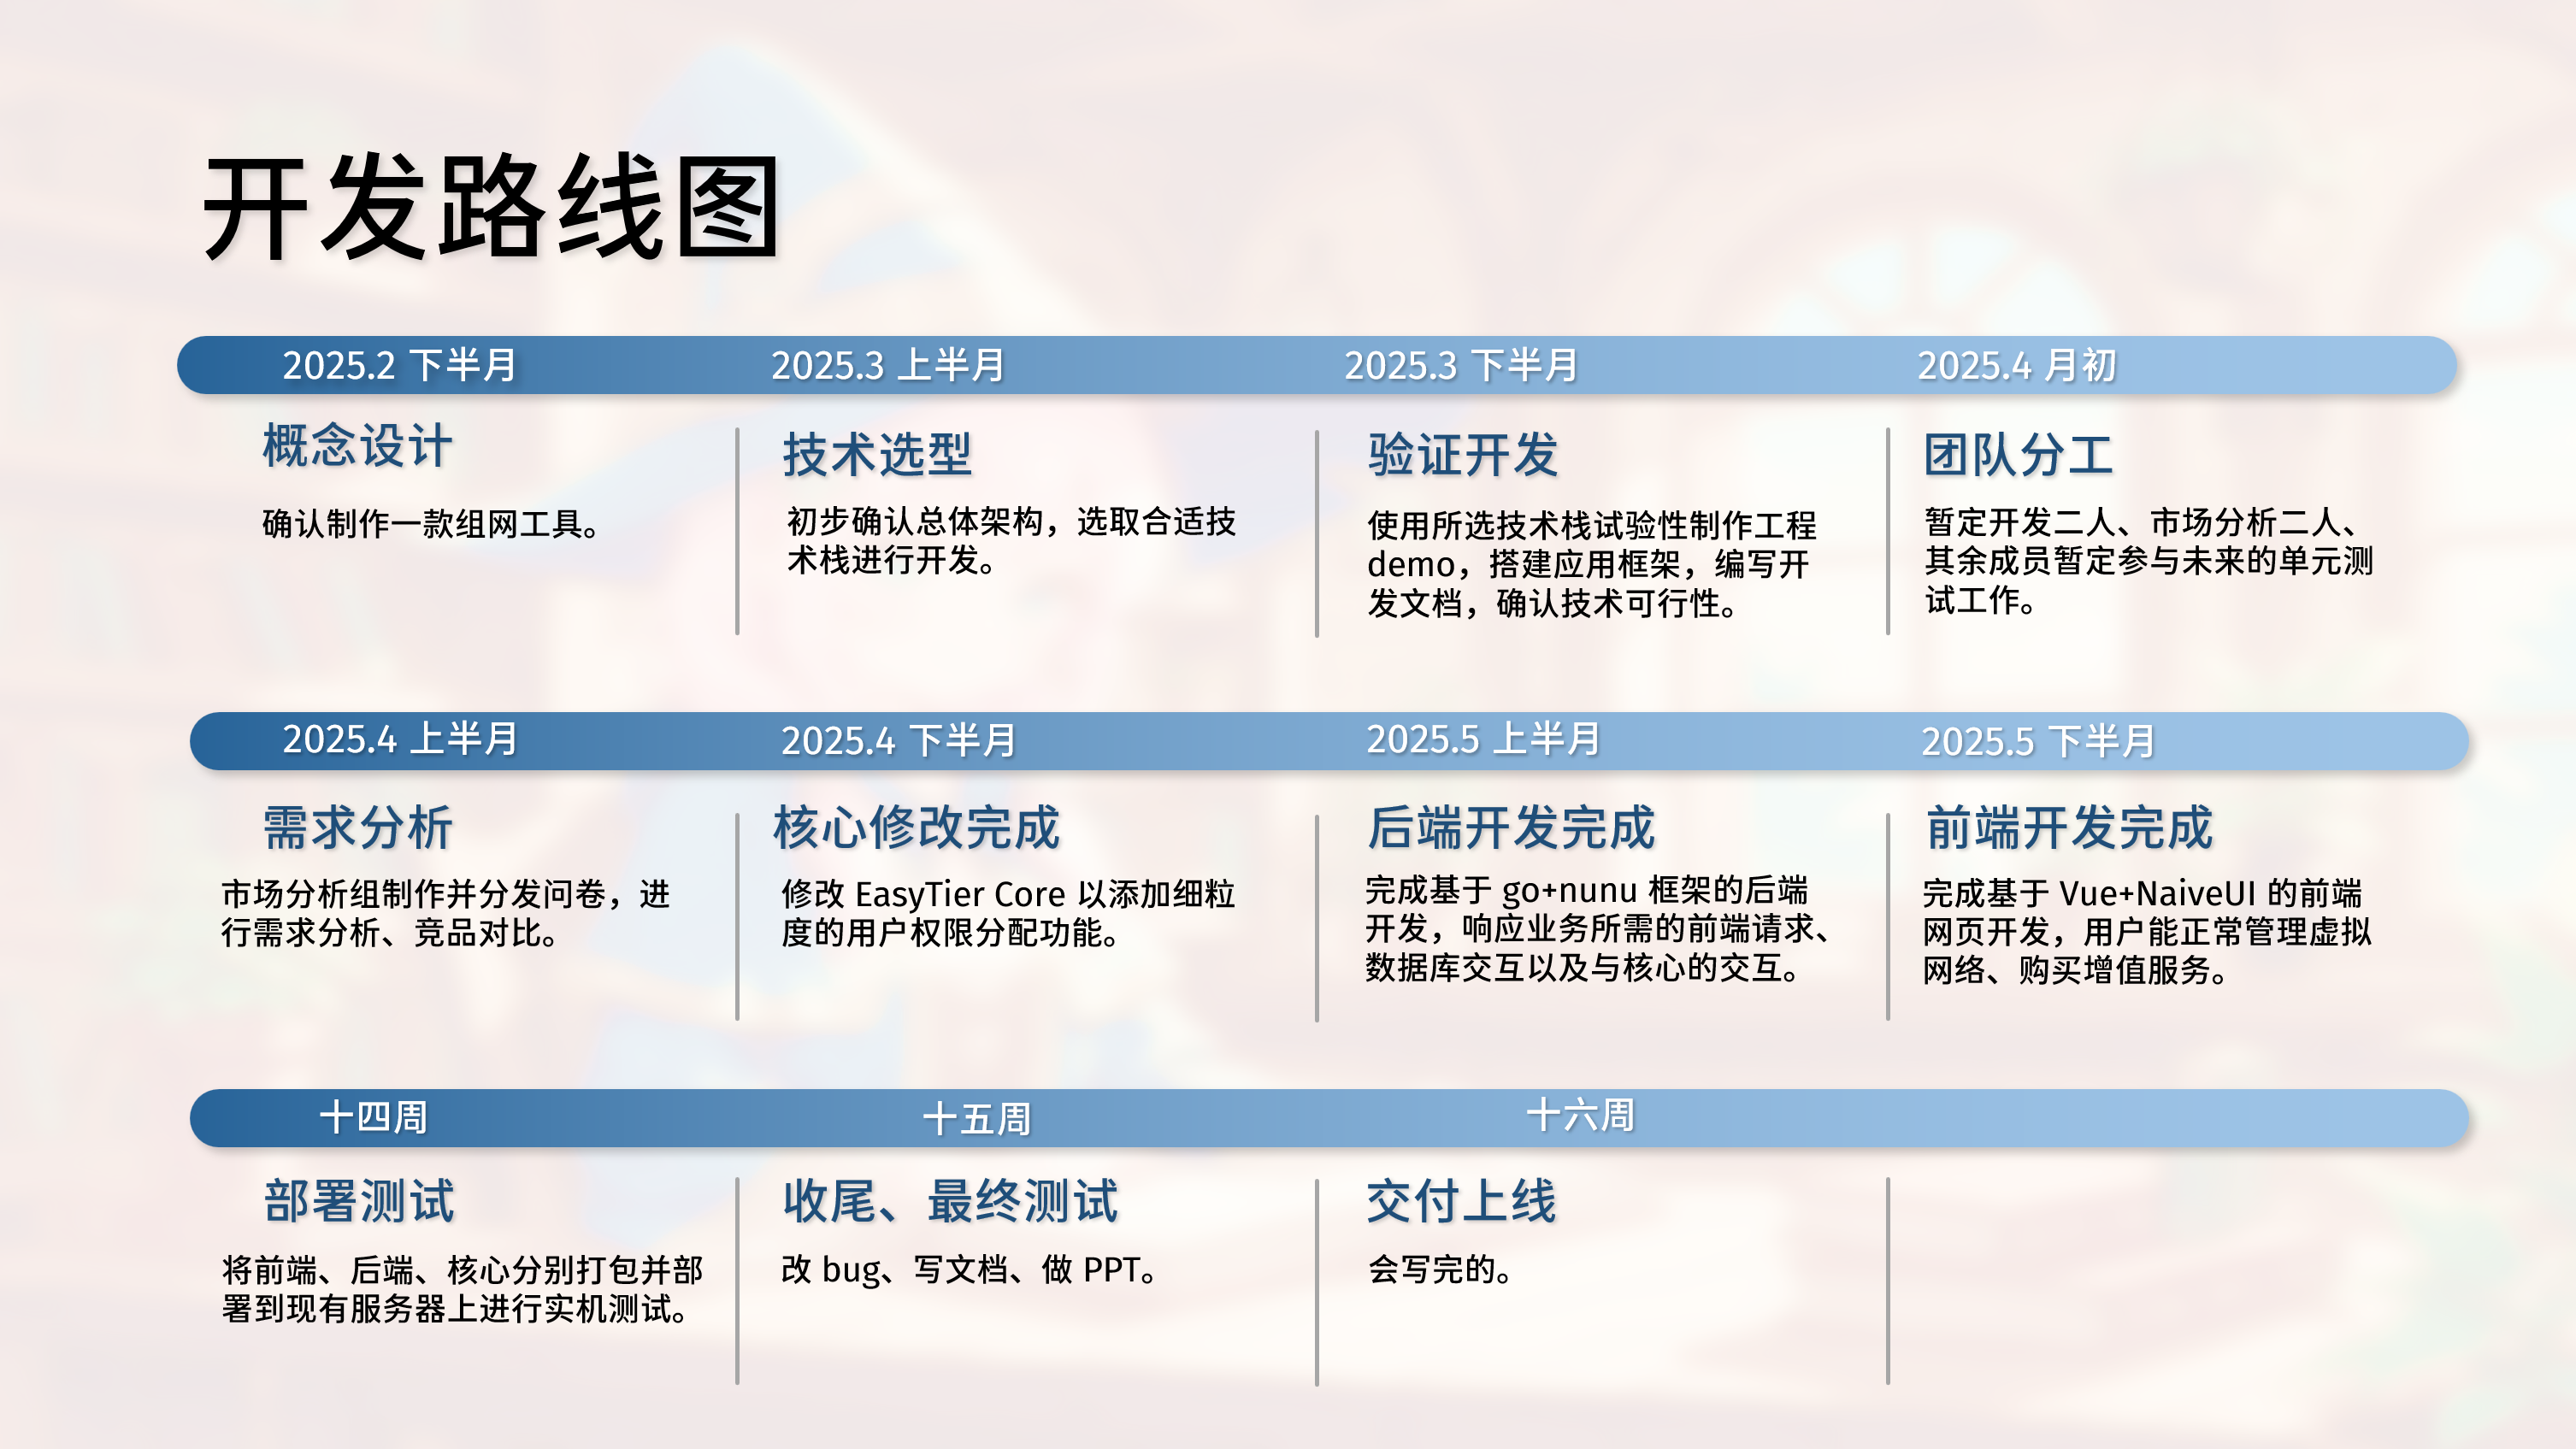 开发路线图
2025.2 下半月
2025.3 上半月
2025.3 下半月
2025.4 月初
概念设计
确认制作一款组网工具。
技术选型
初步确认总体架构，选取合适技
术栈进行开发。
验证开发
使用所选技术栈试验性制作工程
demo，搭建应用框架，编写开
发文档，确认技术可行性。
团队分工
暂定开发二人、市场分析二人、
其余成员暂定参与未来的单元测
试工作。
2025.4 上半月
2025.4 下半月
2025.5 上半月
2025.5 下半月
需求分析
市场分析组制作并分发问卷，进
行需求分析、竞品对比。
核心修改完成
修改 EasyTier Core 以添加细粒
度的用户权限分配功能。
后端开发完成
完成基于 go+nunu 框架的后端
开发，响应业务所需的前端请求、
数据库交互以及与核心的交互。
前端开发完成
完成基于 Vue+NaiveUI 的前端
网页开发，用户能正常管理虚拟
网络、购买增值服务。
十四周
十五周
十六周
部署测试
将前端、后端、核心分别打包并部
署到现有服务器上进行实机测试。
收尾、最终测试
改 bug、写文档、做 PPT。
交付上线
会写完的。